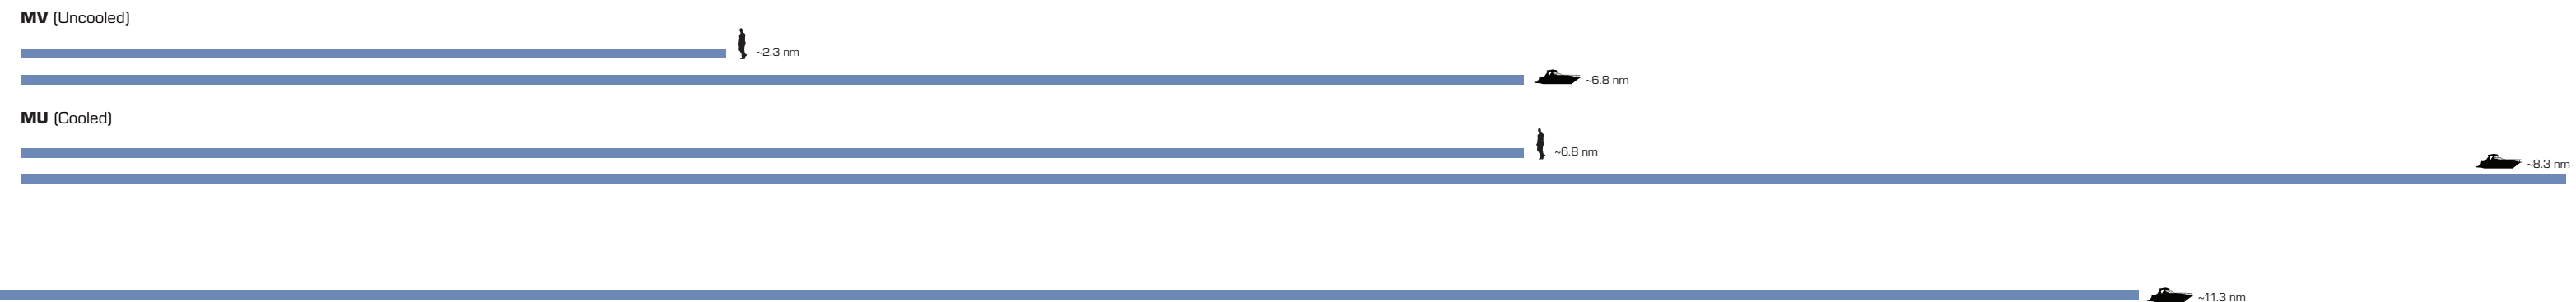 MV (Uncooled)
~2.3 nm
~6.8 nm
MU (Cooled)
~6.8 nm
~8.3 nm
~11.3 nm